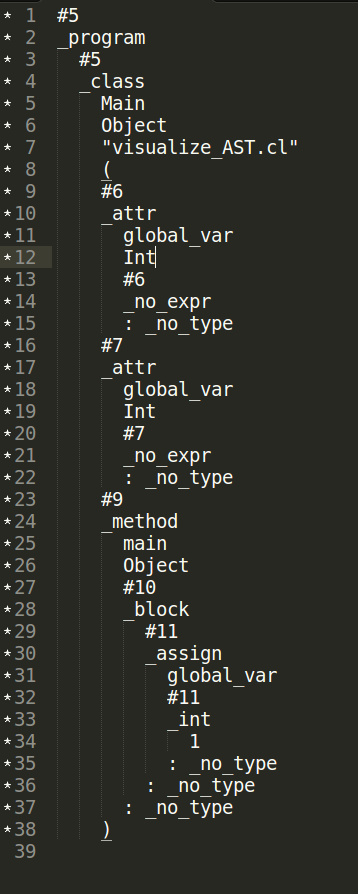 * 1 #5
* 2 _program
* 3 #5
* 4 _class
* 5 Main
* 6 Object
* 7 "visualize_AST.cl"
* 8 (
* 9 #6
* 10 _attr
* 11 global_var
* 12 Int
* 13 #6
* 14 _no_expr
* 15 : _no_type
* 16 #7
* 17 _attr
* 18 global_var
* 19 Int
* 20 #7
* 21 _no_expr
* 22 : _no_type
* 23 #9
* 24 _method
* 25 main
* 26 Object
* 27 #10
* 28 _block
* 29 #11
* 30 _assign
* 31 global_var
* 32 #11
* 33 _int
* 34 1
* 35 : _no_type
* 36 : _no_type
* 37 : _no_type
* 38 )
39